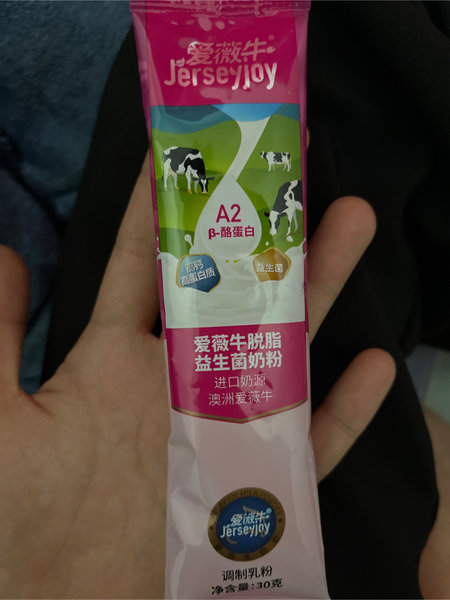 爱薇牛
Jerseyjoy
A2
β-酪蛋白
高钙
高蛋白质
益生菌
爱薇牛脱脂
益生菌奶粉
进口奶源
澳洲爱薇牛
爱薇牛
Jerseyjoy
调制乳粉
净含量:30克